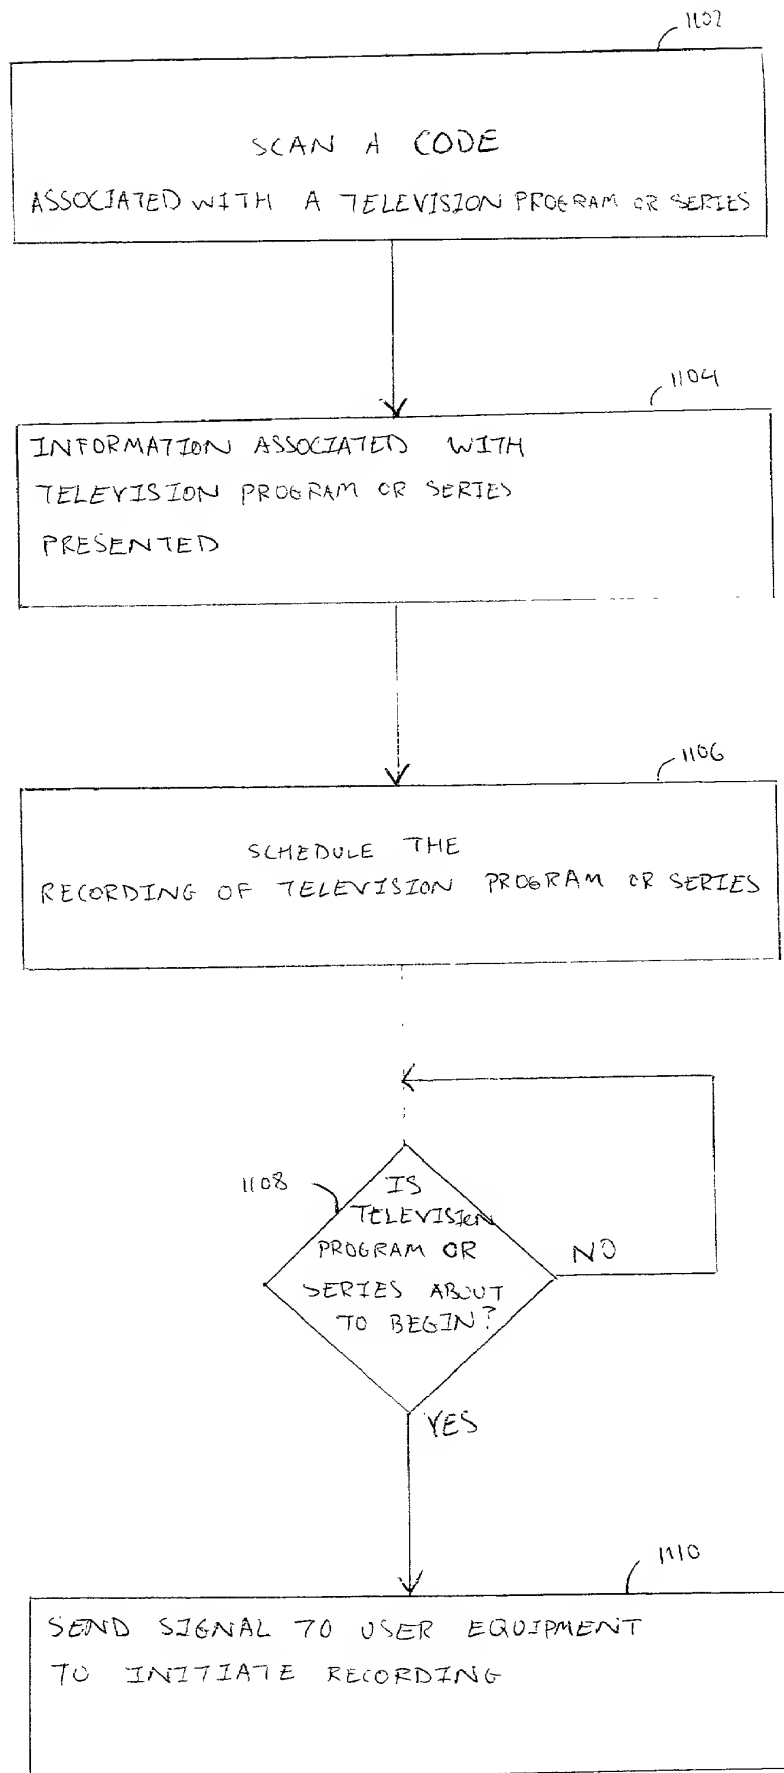 1102
SCAN A CODE
ASSOCIATED WITH A TELEVISION PROGRAM OR SERIES
1104
INFORMATION ASSOCIATED WITH
TELEVISION PROGRAM OR SERIES
PRESENTED
1106
SCHEDULE THE
RECORDING OF TELEVISION PROGRAM OR SERIES
1108
IS
TELEVISION
PROGRAM OR
SERIES ABOUT
TO BEGIN?
NO
YES
1110
SEND SIGNAL TO USER EQUIPMENT
TO INITIATE RECORDING